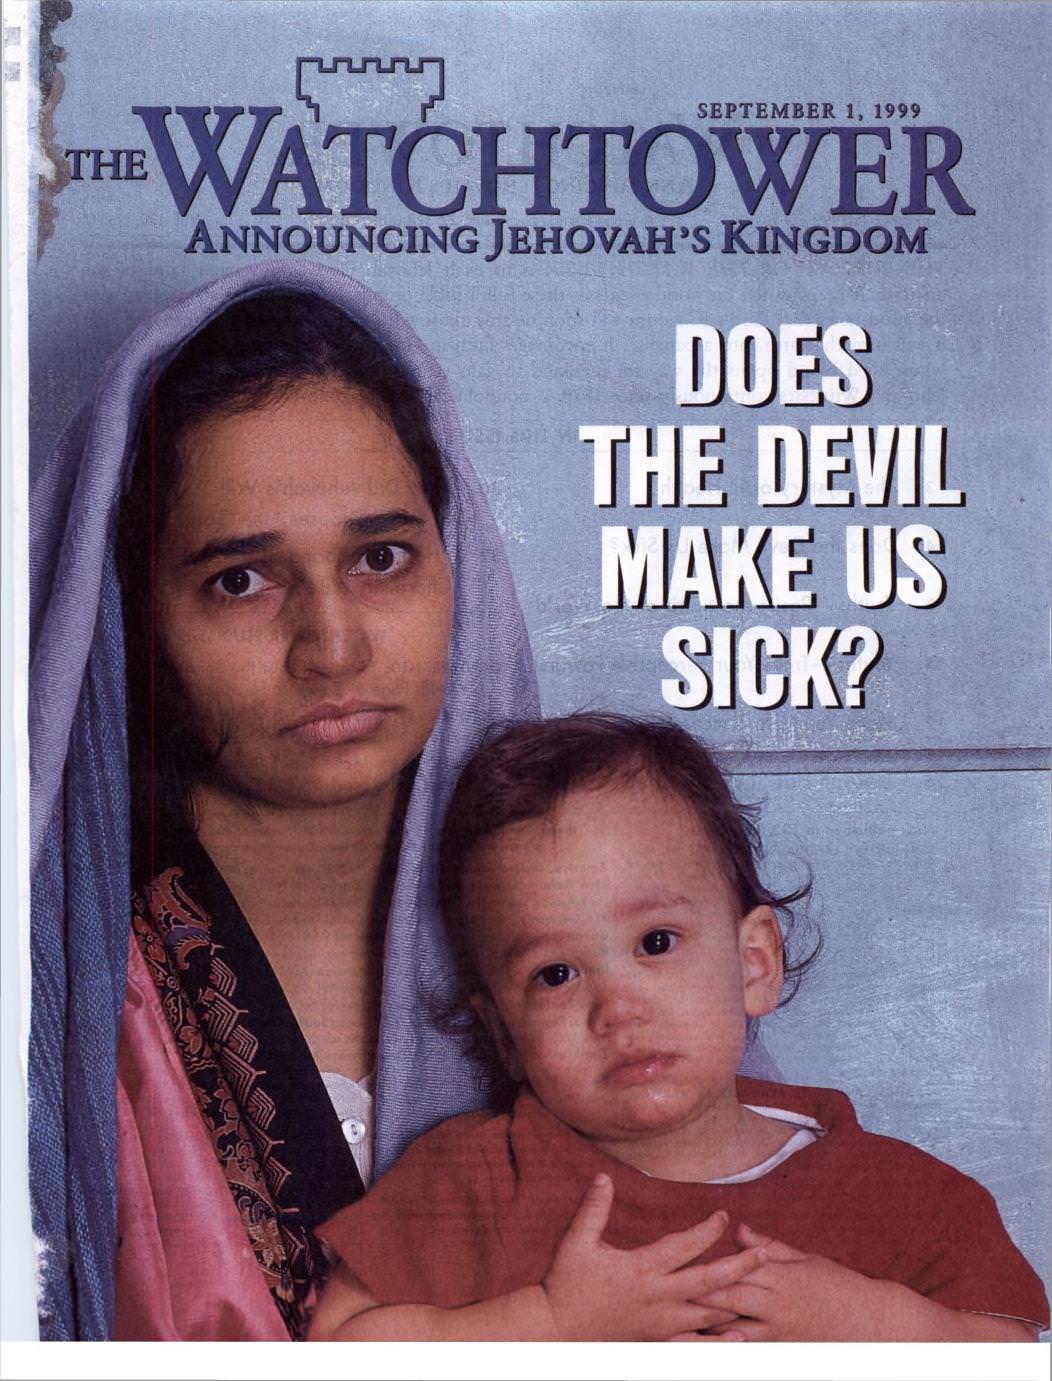 SEPTEMBER 1, 1999
THE WATCHTOWER
ANNOUNCING JEHOVAH'S KINGDOM
DOES
THE DEVIL
MAKE US
SICK?